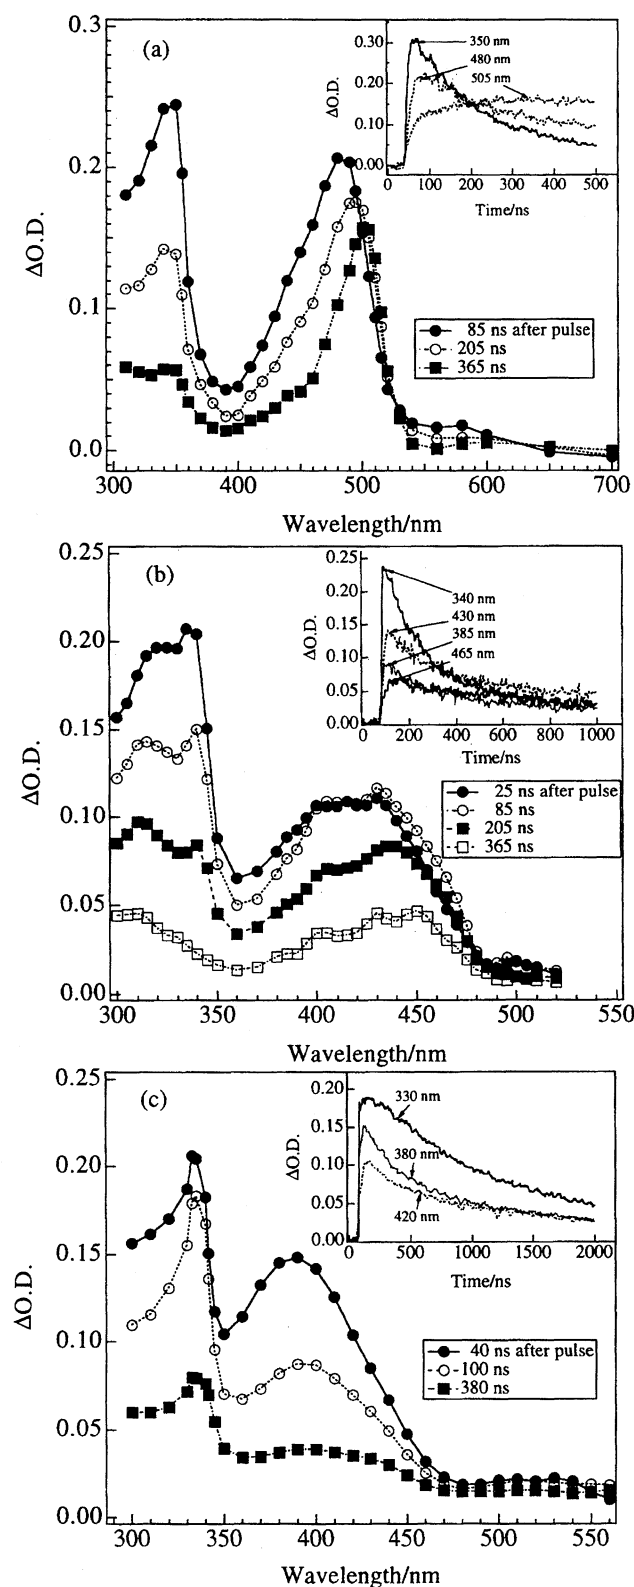 (a)
0.3
0.2
0.1
0.0
ΔO.D.
300 400 500 600 700
Wavelength/nm
85 ns after pulse
205 ns
365 ns
0.30
0.20
0.10
0.00
ΔO.D.
350 nm
480 nm
505 nm
0 100 200 300 400 500
Time/ns
(b)
0.25
0.20
0.15
0.10
0.05
0.00
ΔO.D.
300 350 400 450 500 550
Wavelength/nm
25 ns after pulse
85 ns
205 ns
365 ns
0.25
0.20
0.15
0.10
0.05
0.00
ΔO.D.
340 nm
430 nm
385 nm
465 nm
0 200 400 600 800 1000
Time/ns
(c)
0.25
0.20
0.15
0.10
0.05
0.00
ΔO.D.
300 350 400 450 500 550
Wavelength/nm
40 ns after pulse
100 ns
380 ns
0.20
0.15
0.10
0.05
0.00
ΔO.D.
330 nm
380 nm
420 nm
0 500 1000 1500 2000
Time/ns